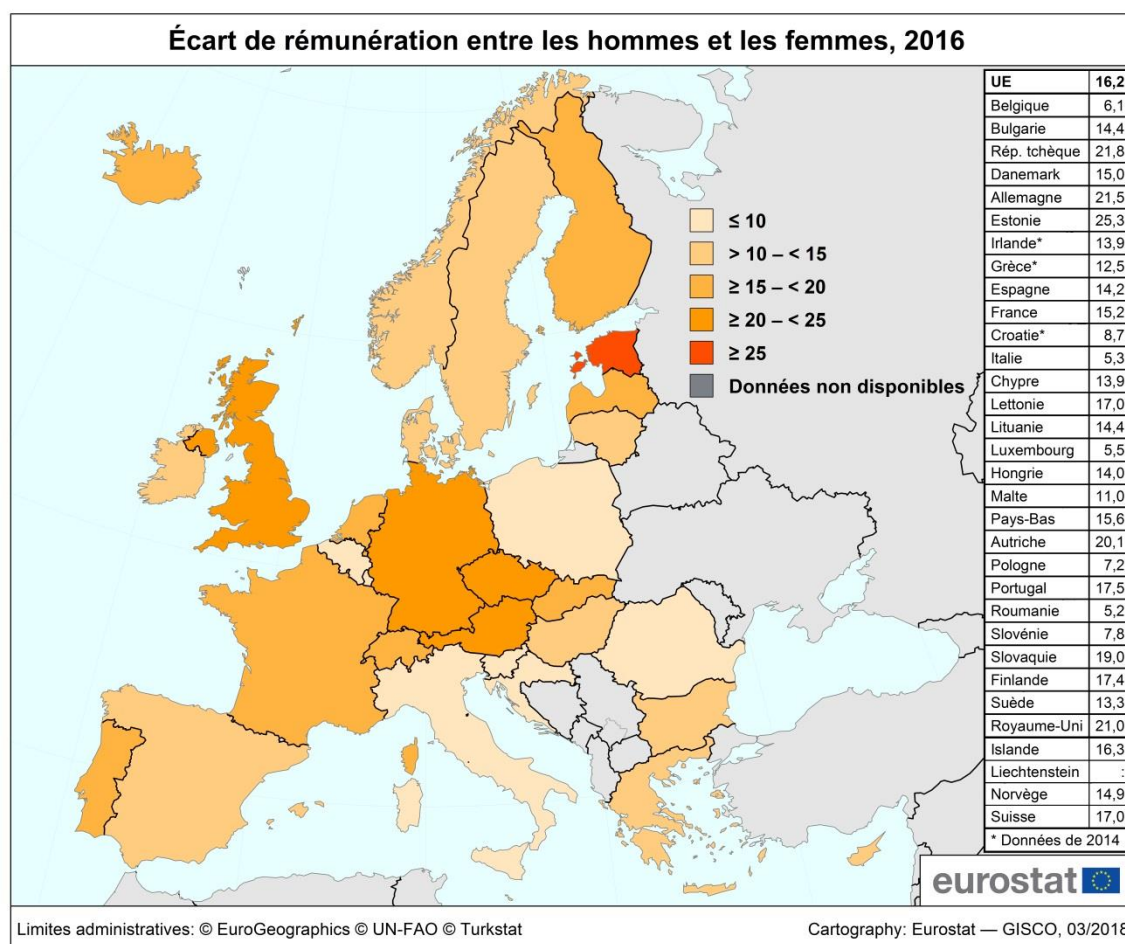 Écart de rémunération entre les hommes et les femmes, 2016
≤ 10
> 10 – < 15
≥ 15 – < 20
≥ 20 – < 25
≥ 25
Données non disponibles
UE 16,2
Belgique 6,1
Bulgarie 14,4
Rép. tchèque 21,8
Danemark 15,0
Allemagne 21,5
Estonie 25,3
Irlande* 13,9
Grèce* 12,5
Espagne 14,2
France 15,2
Croatie* 8,7
Italie 5,3
Chypre 13,9
Lettonie 17,0
Lituanie 14,4
Luxembourg 5,5
Hongrie 14,0
Malte 11,0
Pays-Bas 15,6
Autriche 20,1
Pologne 7,2
Portugal 17,5
Roumanie 5,2
Slovénie 7,8
Slovaquie 19,0
Finlande 17,4
Suède 13,3
Royaume-Uni 21,0
Islande 16,3
Liechtenstein :
Norvège 14,9
Suisse 17,0
* Données de 2014
eurostat
Limites administratives: © EuroGeographics © UN-FAO © Turkstat
Cartography: Eurostat — GISCO, 03/2018